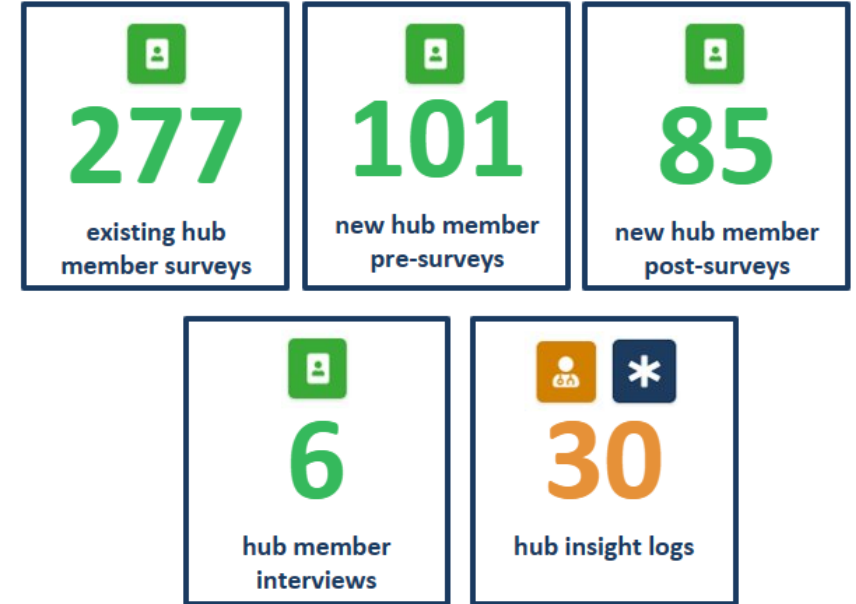 277
existing hub
member surveys
101
new hub member
pre-surveys
85
new hub member
post-surveys
6
hub member
interviews
30
hub insight logs